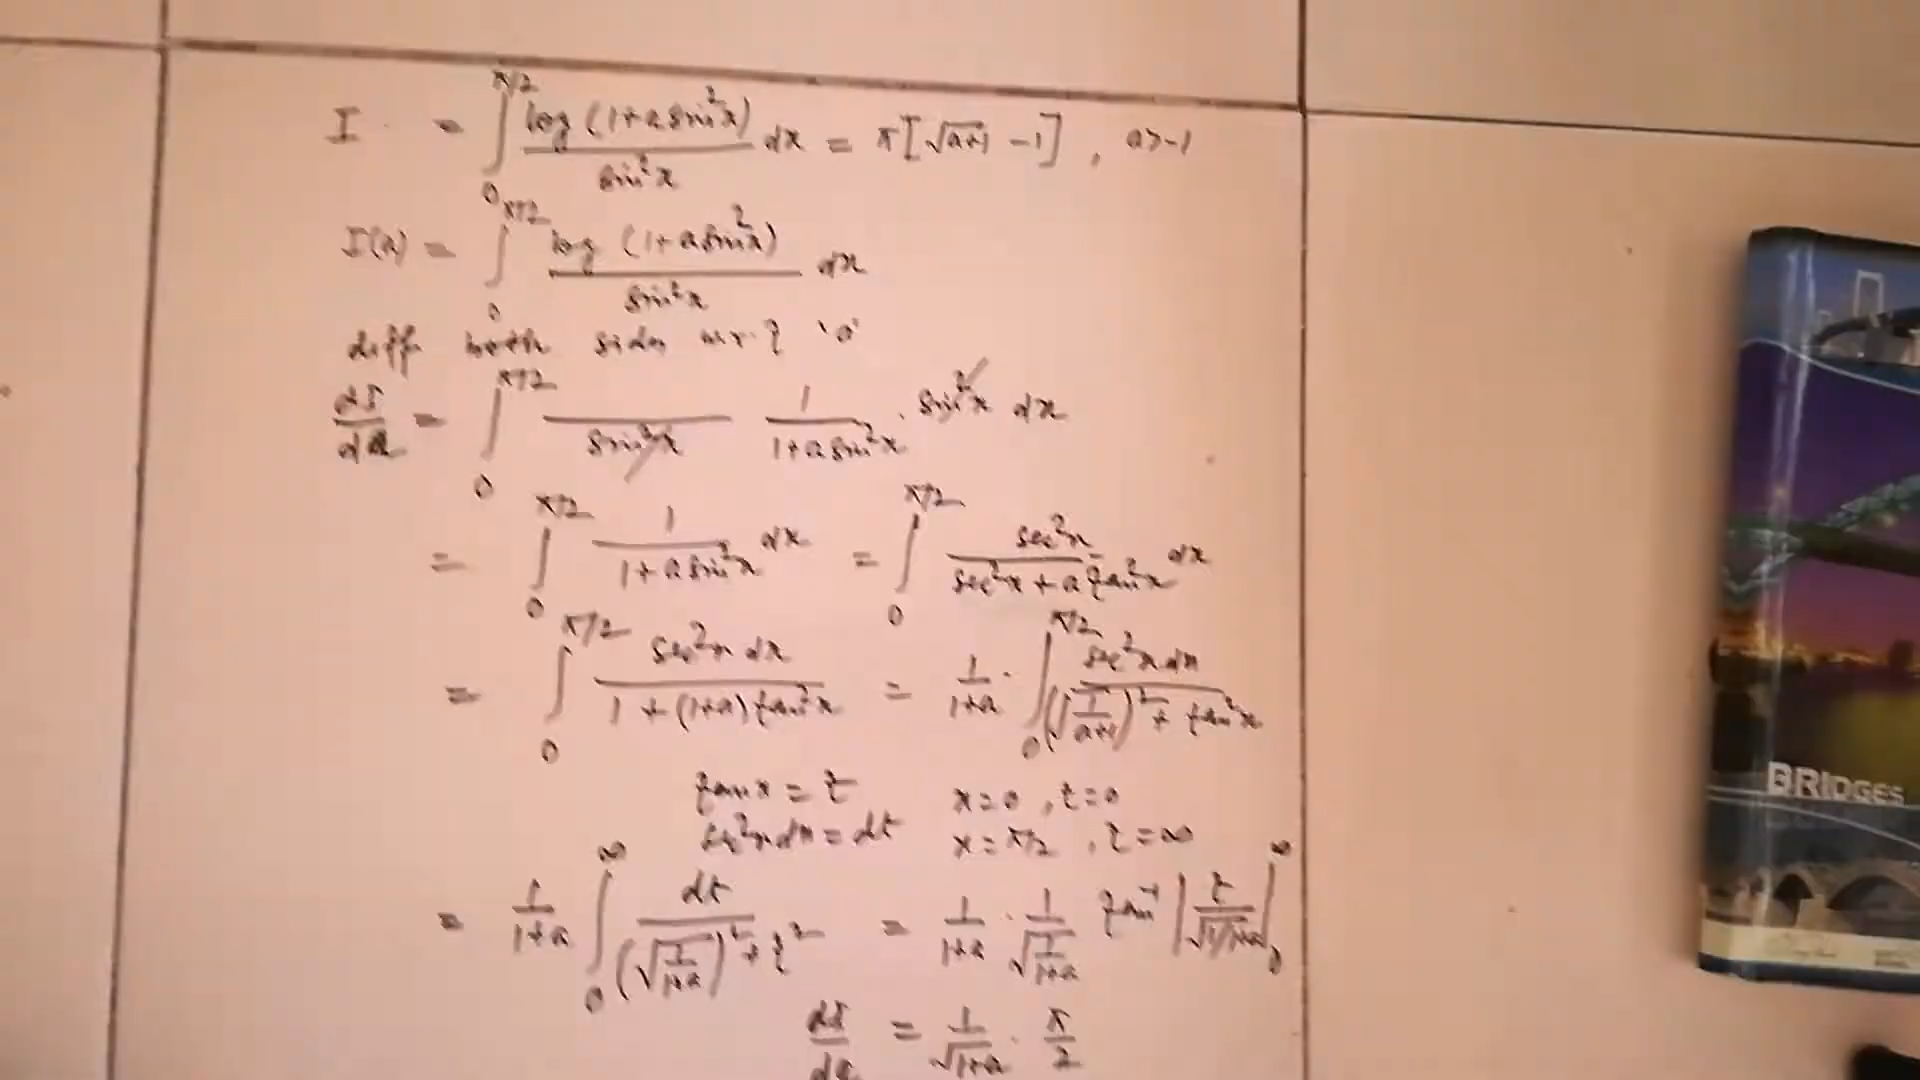 I = ∫₀^π/2 log (1+a sin²x) / sin²x dx = π[√a+1 -1] , a>-1
I(a) = ∫₀^π/2 log (1+a sin²x) / sin²x dx
diff both sides w.r.t 'a'
dI/da = ∫₀^π/2 1/sin²x 1/(1+a sin²x) . sin²x dx
= ∫₀^π/2 1/(1+a sin²x) dx = ∫₀^π/2 sec²x / (sec²x + a tan²x) dx
= ∫₀^π/2 sec²x dx / (1 + (1+a) tan²x) = 1/(1+a) . ∫₀^π/2 sec²x dx / ((√(1/(a+1)))² + tan²x)
tan x = t x=0 , t=0
sec²x dx = dt x=π/2 , t=∞
= 1/(1+a) ∫₀^∞ dt / ((√(1/(1+a)))² + t²) = 1/(1+a) . 1/√(1/(1+a)) tan⁻¹ |t/√(1/1+a)|₀^∞
dI/da = 1/√(1+a) . π/2
BRIDGES